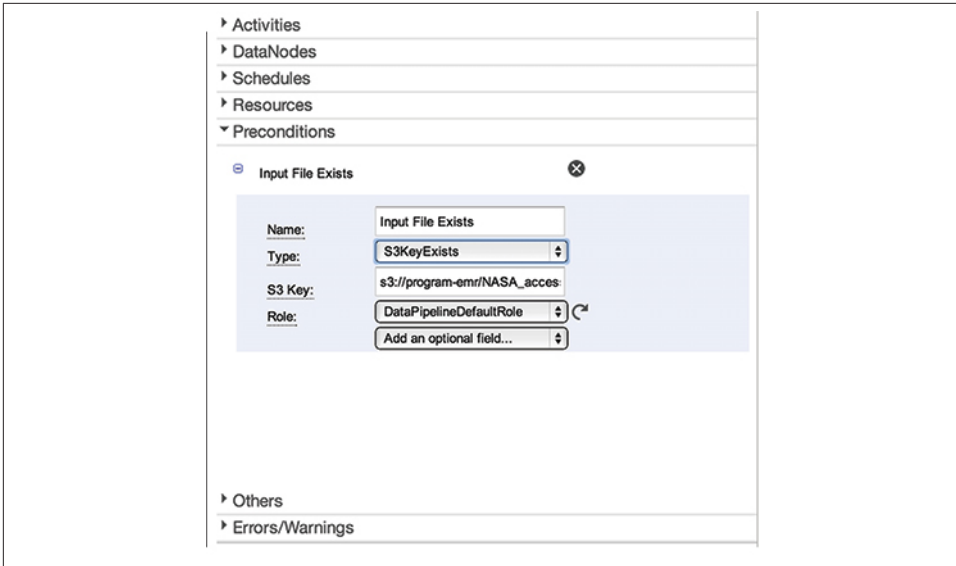 Activities
DataNodes
Schedules
Resources
Preconditions
Input File Exists
Name: Input File Exists
Type: S3KeyExists
S3 Key: s3://program-emr/NASA_acces
Role: DataPipelineDefaultRole
Add an optional field...
Others
Errors/Warnings